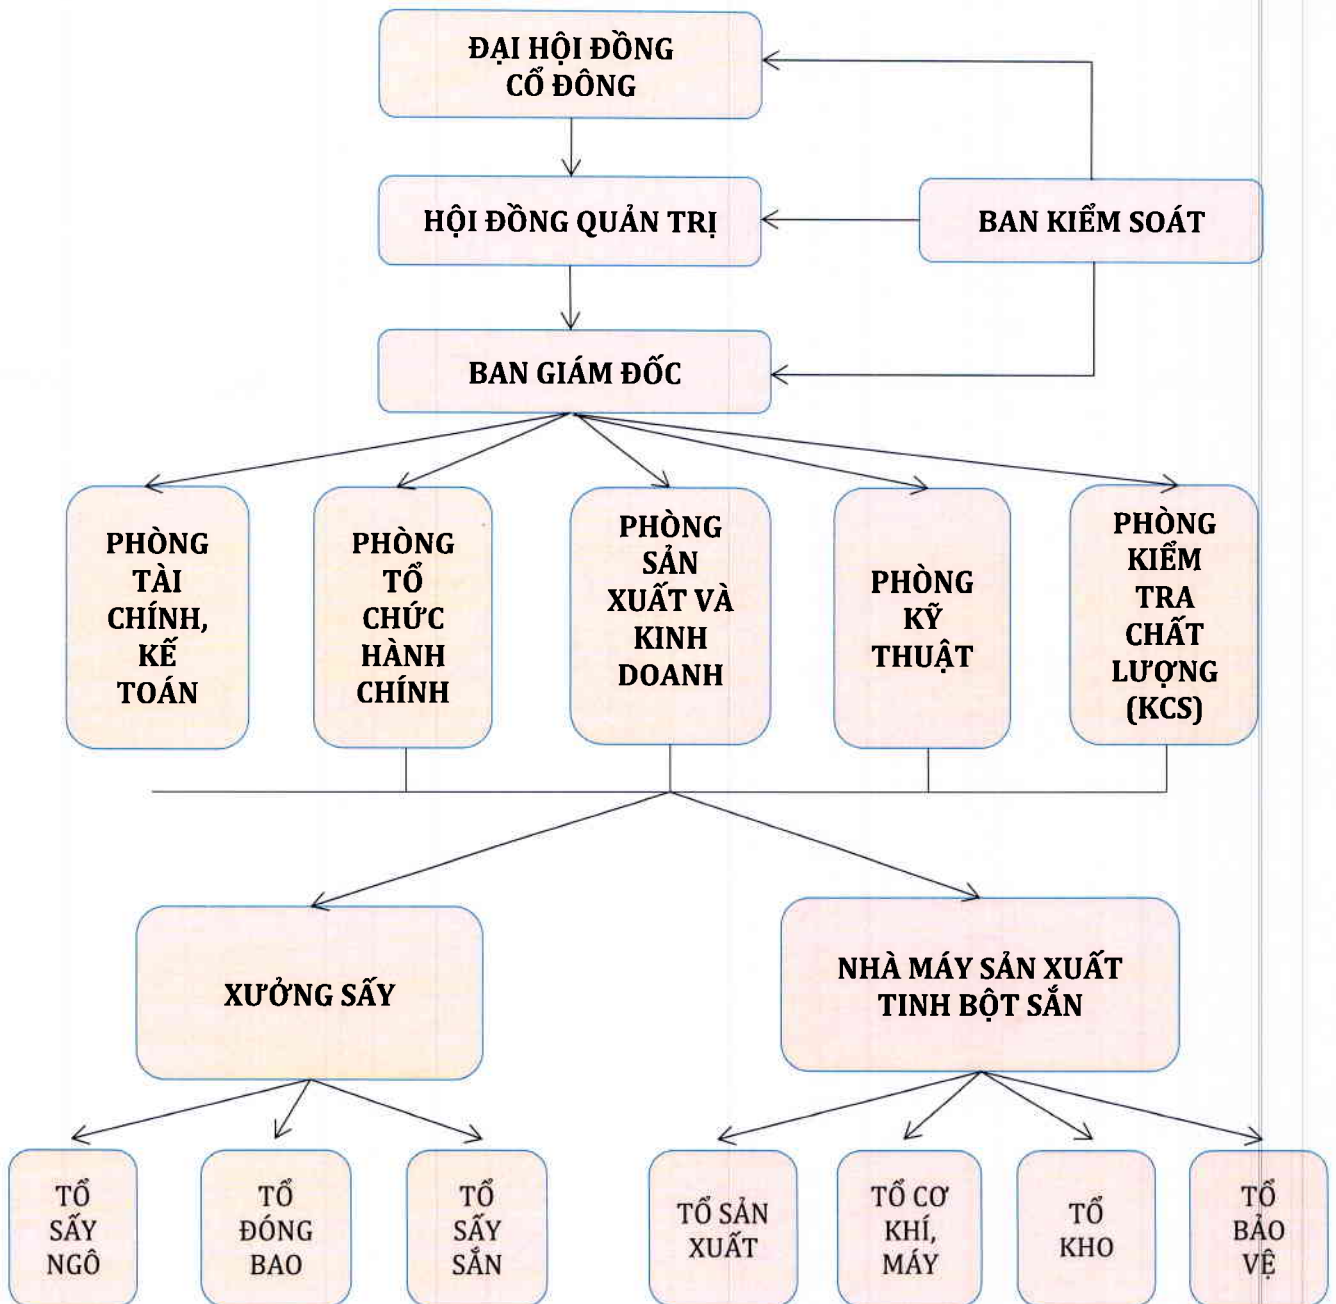 ĐẠI HỘI ĐỒNG
CỔ ĐÔNG
HỘI ĐỒNG QUẢN TRỊ
BAN KIỂM SOÁT
BAN GIÁM ĐỐC
PHÒNG
TÀI
CHÍNH,
KẾ
TOÁN
PHÒNG
TỔ
CHỨC
HÀNH
CHÍNH
PHÒNG
SẢN
XUẤT VÀ
KINH
DOANH
PHÒNG
KỸ
THUẬT
PHÒNG
KIỂM
TRA
CHẤT
LƯỢNG
(KCS)
XƯỞNG SẤY
NHÀ MÁY SẢN XUẤT
TINH BỘT SẮN
TỔ
SẤY
NGÔ
TỔ
ĐÓNG
BAO
TỔ
SẤY
SẮN
TỔ SẢN
XUẤT
TỔ CƠ
KHÍ,
MÁY
TỔ
KHO
TỔ
BẢO
VỆ